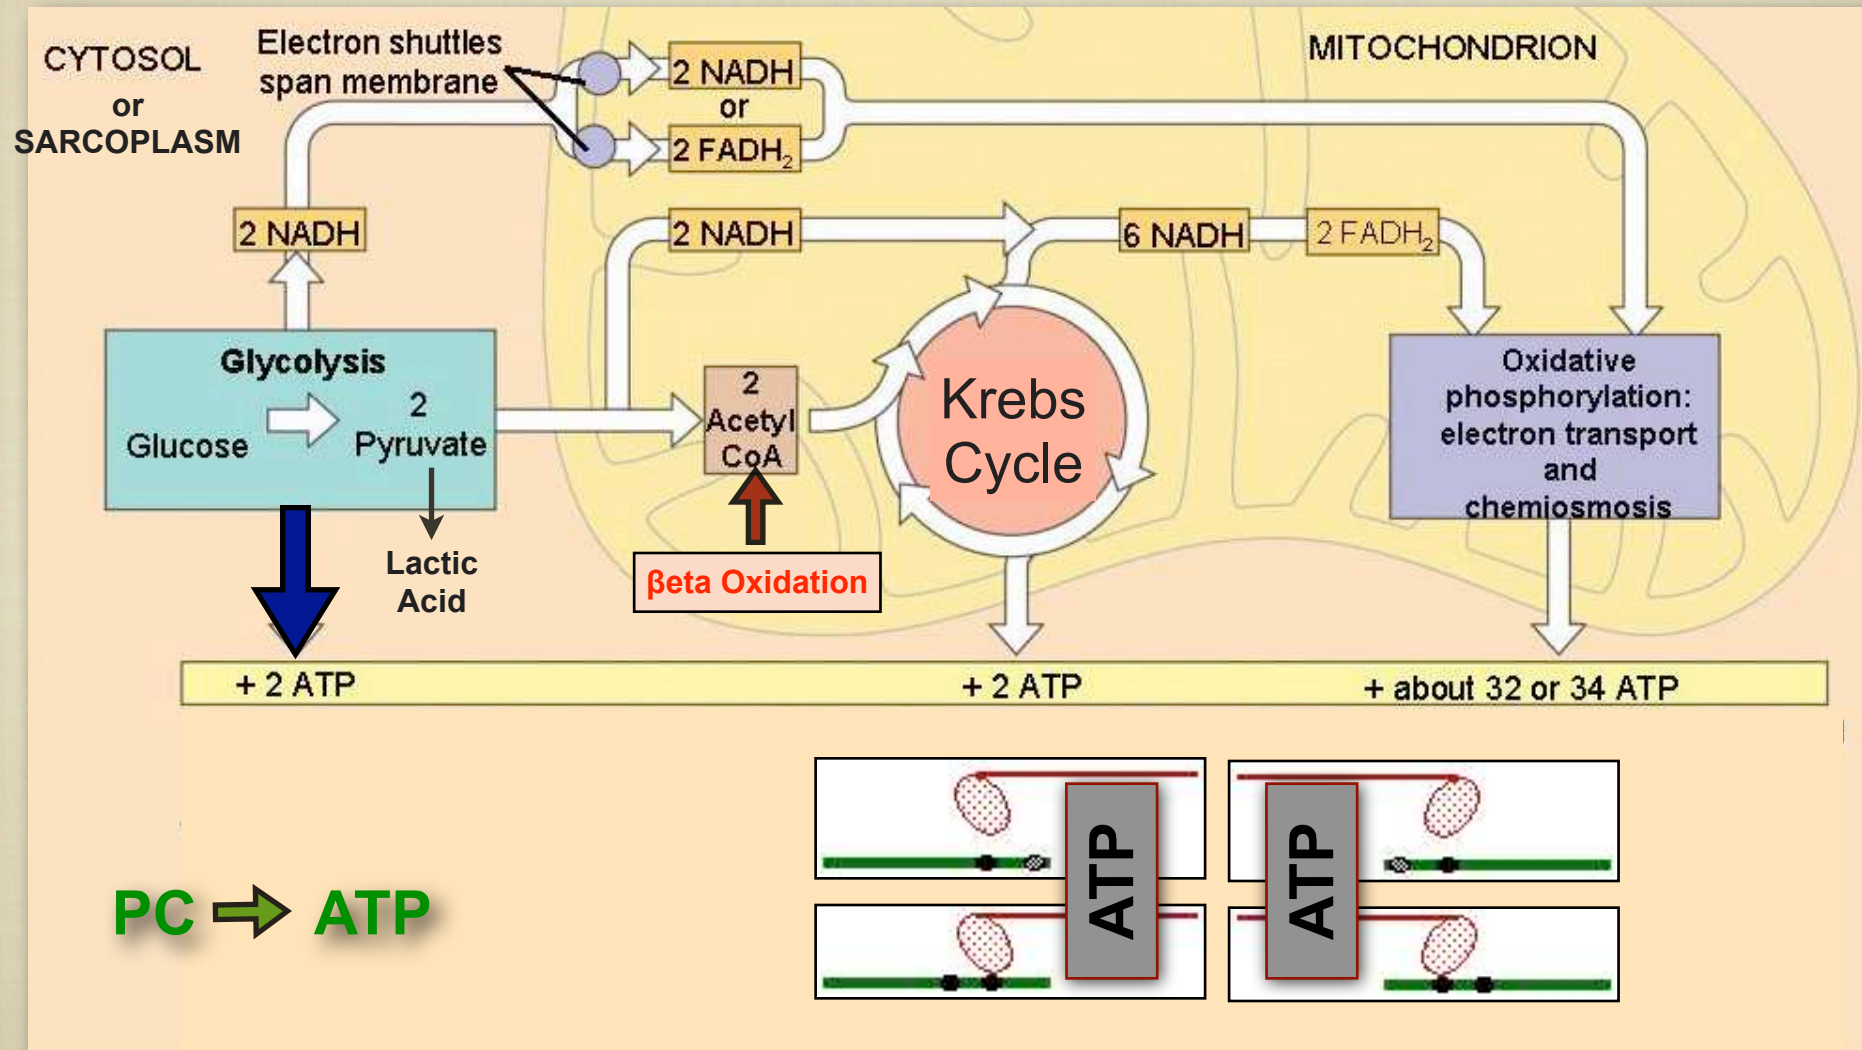 CYTOSOL
or
SARCOPLASM
Electron shuttles
span membrane
MITOCHONDRION
2 NADH
or
2 FADH₂
2 NADH
2 NADH
6 NADH
2 FADH₂
Glycolysis
Glucose
2
Pyruvate
Lactic
Acid
2
Acetyl
CoA
βeta Oxidation
Krebs
Cycle
Oxidative
phosphorylation:
electron transport
and
chemiosmosis
+ 2 ATP
+ 2 ATP
+ about 32 or 34 ATP
PC
ATP
ATP
ATP